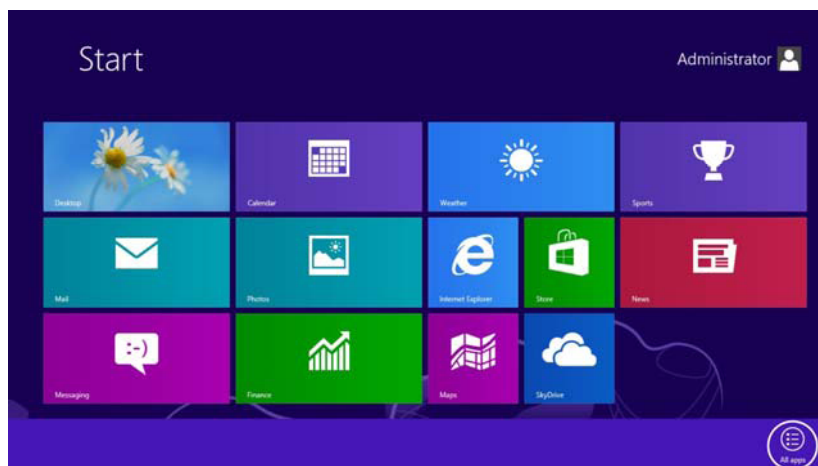 Start
Administrator
Desktop
Calendar
Weather
Sports
Mail
Photos
Internet Explorer
Store
News
:-)
Messaging
Finance
Maps
SkyDrive
All apps